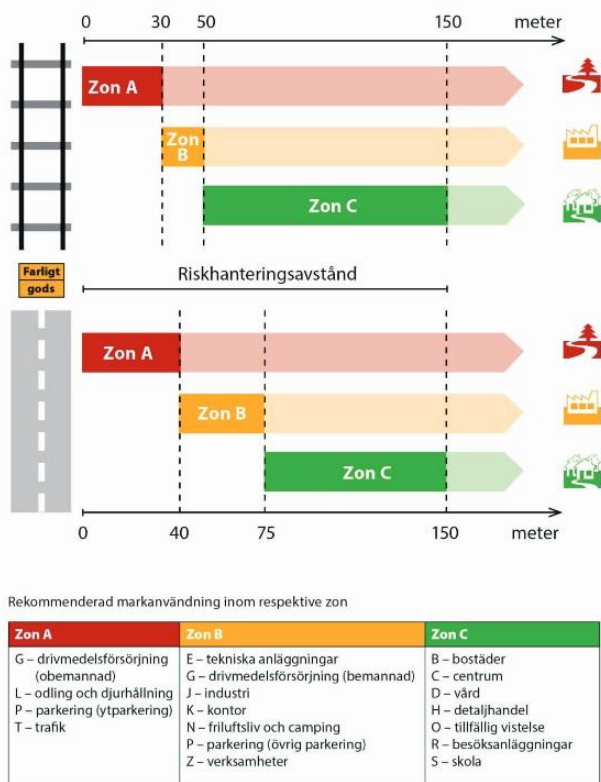 0 30 50 150 meter
Zon A
Zon
B
Zon C
Farligt
gods
Riskhanteringsavstånd
Zon A
Zon B
Zon C
0 40 75 150 meter
Rekommenderad markanvändning inom respektive zon
Zon A
G – drivmedelsförsörjning
(obemannad)
L – odling och djurhållning
P – parkering (ytparkering)
T – trafik
Zon B
E – tekniska anläggningar
G – drivmedelsförsörjning (bemannad)
J – industri
K – kontor
N – friluftsliv och camping
P – parkering (övrig parkering)
Z – verksamheter
Zon C
B – bostäder
C – centrum
D – vård
H – detaljhandel
O – tillfällig vistelse
R – besöksanläggningar
S – skola